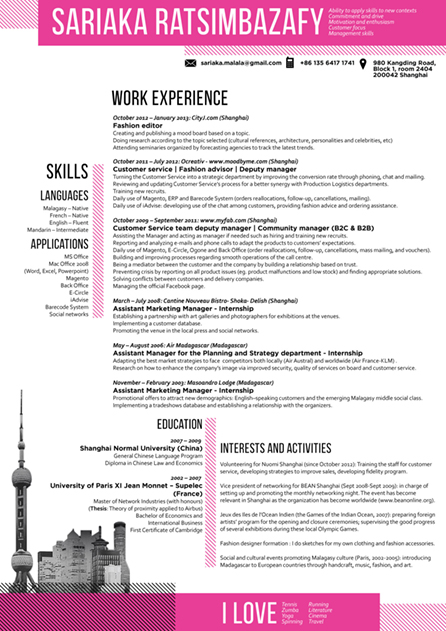 SARIAKA RATSIMBAZAFY
Ability to apply skills to new contexts
Commitment and drive
Motivation and enthusiasm
Customer focus
Management skills
sariaka.malala@gmail.com
+86 135 6417 1741
980 Kangding Road,
Block 1, room 2404
200042 Shanghai
WORK EXPERIENCE
October 2012 – January 2013: CityJ.com (Shanghai)
Fashion editor
Creating and publishing a mood board based on a topic.
Doing research according to the topic selected (cultural references, architecture, personalities and celebrities, etc)
Attending seminaries organized by forecasting agencies to track the latest trends.
October 2011 – July 2012: Ocreativ - www.moodbyme.com (Shanghai)
Customer service | Fashion advisor | Deputy manager
Turning the Customer Service into a strategic department by improving the conversion rate through phoning, chat and mailing.
Reviewing and updating Customer Service's process for a better synergy with Production Logistics departments.
Training new recruits.
Daily use of Magento, ERP and Barecode System (orders reallocations, follow-up, cancellations, mailing).
Daily use of iAdvise: developing use of the chat among customers, providing fashion advice and ordering assistance.
October 2009 – September 2011: www.myfab.com (Shanghai)
Customer Service team deputy manager | Community manager (B2C & B2B)
Assisting the Manager and acting as manager if needed such as hiring and training new recruits.
Reporting and analyzing e-mails and phone calls to adapt the products to customers' expectations.
Daily use of Magento, E-Circle, Ogone and Back Office (order reallocations, follow-up, cancellations, mass mailing, and vouchers).
Building and improving processes regarding smooth operations of the call centre.
Being a mediator between the customer and the company by building a relationship based on trust.
Preventing crisis by reporting on all product issues (eg. product malfunctions and low stock) and finding appropriate solutions.
Solving conflicts between customers and delivery companies.
Managing the official Facebook page.
March – July 2008: Cantine Nouveau Bistro- Shoka- Delish (Shanghai)
Assistant Marketing Manager - Internship
Establishing a partnership with art galleries and photographers for exhibitions at the venues.
Implementing a customer database.
Promoting the venue in the local press and social networks.
May – August 2006: Air Madagascar (Madagascar)
Assistant Manager for the Planning and Strategy department - Internship
Adapting the best market strategies to face competitors both locally (Air Austral) and worldwide (Air France-KLM) .
Research on how to enhance the company's image via improved security, quality of services on board and customer service.
November – February 2005: Masoandro Lodge (Madagascar)
Assistant Marketing Manager - Internship
Promotional offers to attract new demographics: English-speaking customers and the emerging Malagasy middle social class.
Implementing a tradeshows database and establishing a relationship with the organizers.
SKILLS
LANGUAGES
Malagasy – Native
French – Native
English – Fluent
Mandarin – Intermediate
APPLICATIONS
MS Office
Mac Office 2008
(Word, Excel, Powerpoint)
Magento
Back Office
E-Circle
iAdvise
Barecode System
Social networks
EDUCATION
2007 – 2009
Shanghai Normal University (China)
General Chinese Language Program
Diploma in Chinese Law and Economics
2002 – 2007
University of Paris XI Jean Monnet – Supelec
(France)
Master of Network Industries (with honours)
(Thesis: Theory of proximity applied to Airbus)
Bachelor of Economics and
International Business
First Certificate of Cambridge
INTERESTS AND ACTIVITIES
Volunteering for Nuomi Shanghai (since October 2012): Training the staff for customer
service, developing strategies to improve sales, developing fidelity program.
Vice president of networking for BEAN Shanghai (Sept 2008-Sept 2009): in charge of
setting up and promoting the monthly networking night. The event has become
relevant in Shanghai as the organization has become worldwide (www.beanonline.org).
Jeux des îles de l'Ocean Indien (the Games of the Indian Ocean, 2007): preparing foreign
artists' program for the opening and closure ceremonies; supervising the good progress
of several exhibitions during these local Olympic Games.
Fashion designer formation : I do sketches for my own clothing and fashion accessories.
Social and cultural events promoting Malagasy culture (Paris, 2002-2005): introducing
Madagascar to European countries through handcraft, music, fashion, and art.
I LOVE
Tennis
Zumba
Yoga
Spinning
Running
Literature
Cinema
Travel